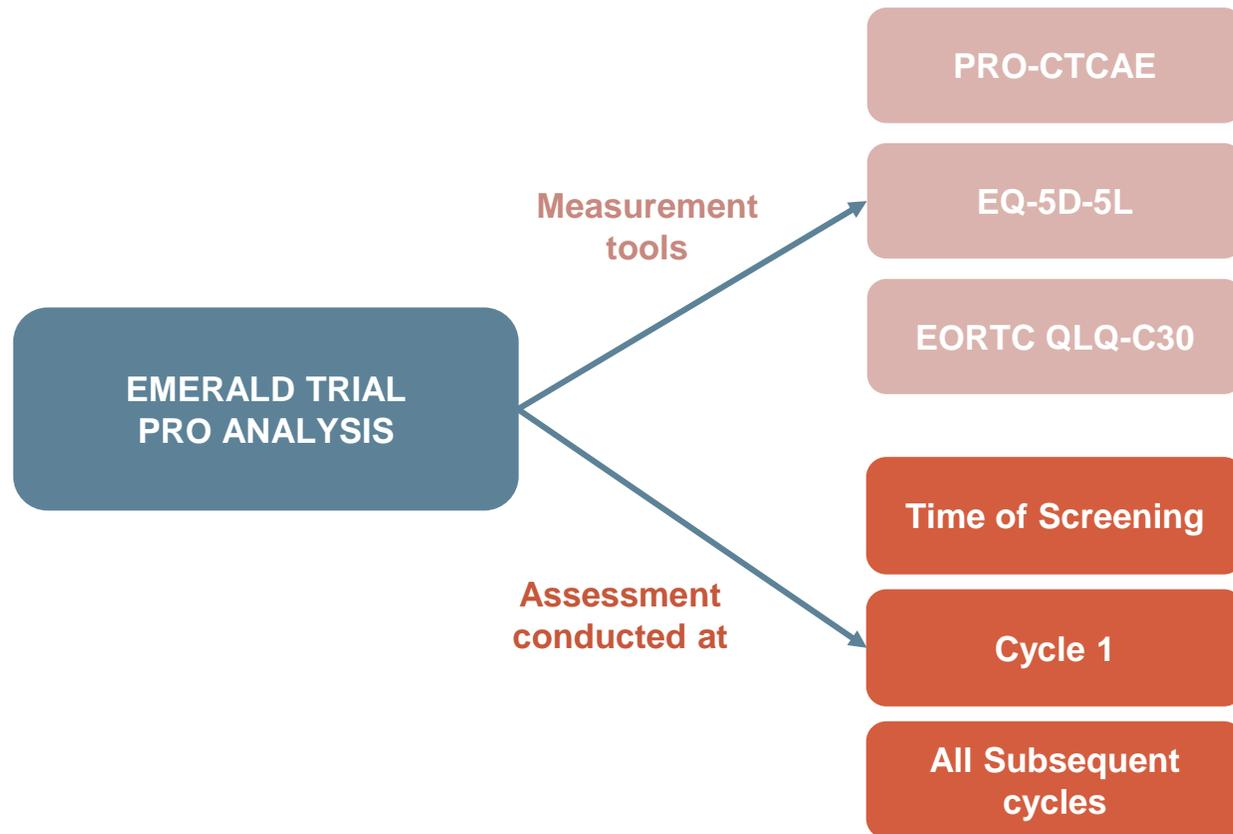 PRO-CTCAE
Measurement
tools
EQ-5D-5L
EORTC QLQ-C30
EMERALD TRIAL
PRO ANALYSIS
Time of Screening
Assessment
conducted at
Cycle 1
All Subsequent
cycles